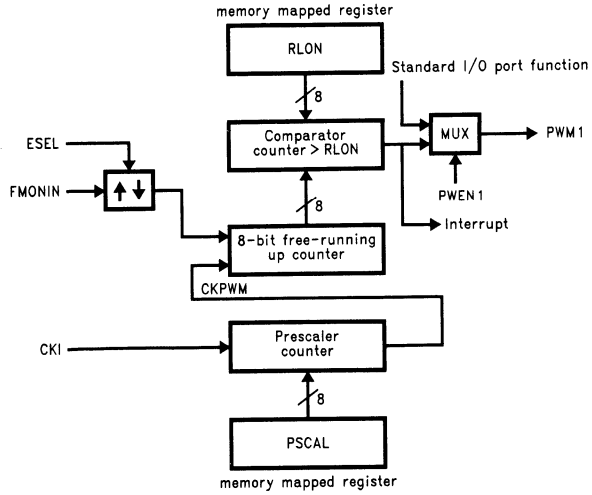 memory mapped register
RLON
8
Standard I/O port function
Comparator
counter > RLON
MUX
PWM1
ESEL
FMONIN
PWEN1
8
Interrupt
8-bit free-running
up counter
CKPWM
Prescaler
counter
CKI
8
PSCAL
memory mapped register